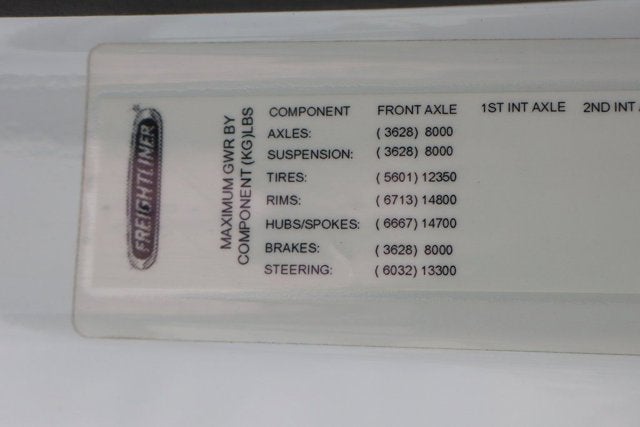 FREIGHTLINER
MAXIMUM GWR BY
COMPONENT (KG)LBS
COMPONENT FRONT AXLE 1ST INT AXLE 2ND INT
AXLES: ( 3628) 8000
SUSPENSION: ( 3628) 8000
TIRES: ( 5601) 12350
RIMS: ( 6713) 14800
HUBS/SPOKES: ( 6667) 14700
BRAKES: ( 3628) 8000
STEERING: ( 6032) 13300